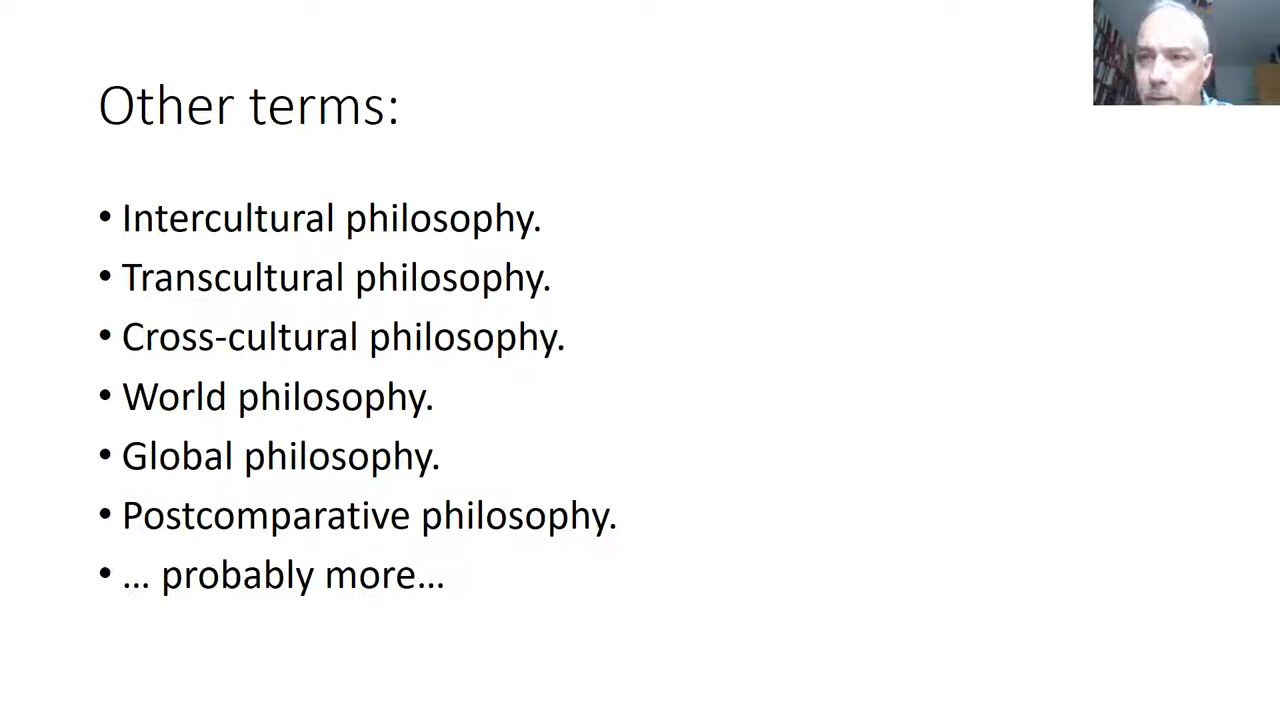 Other terms:
• Intercultural philosophy.
• Transcultural philosophy.
• Cross-cultural philosophy.
• World philosophy.
• Global philosophy.
• Postcomparative philosophy.
• … probably more…